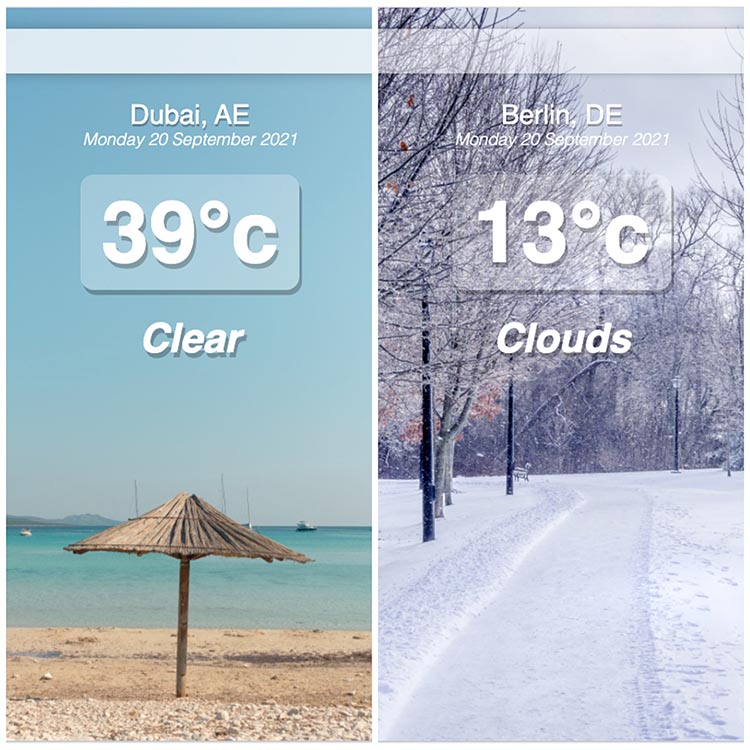 Dubai, AE
Monday 20 September 2021
39°c
Clear
Berlin, DE
Monday 20 September 2021
13°c
Clouds